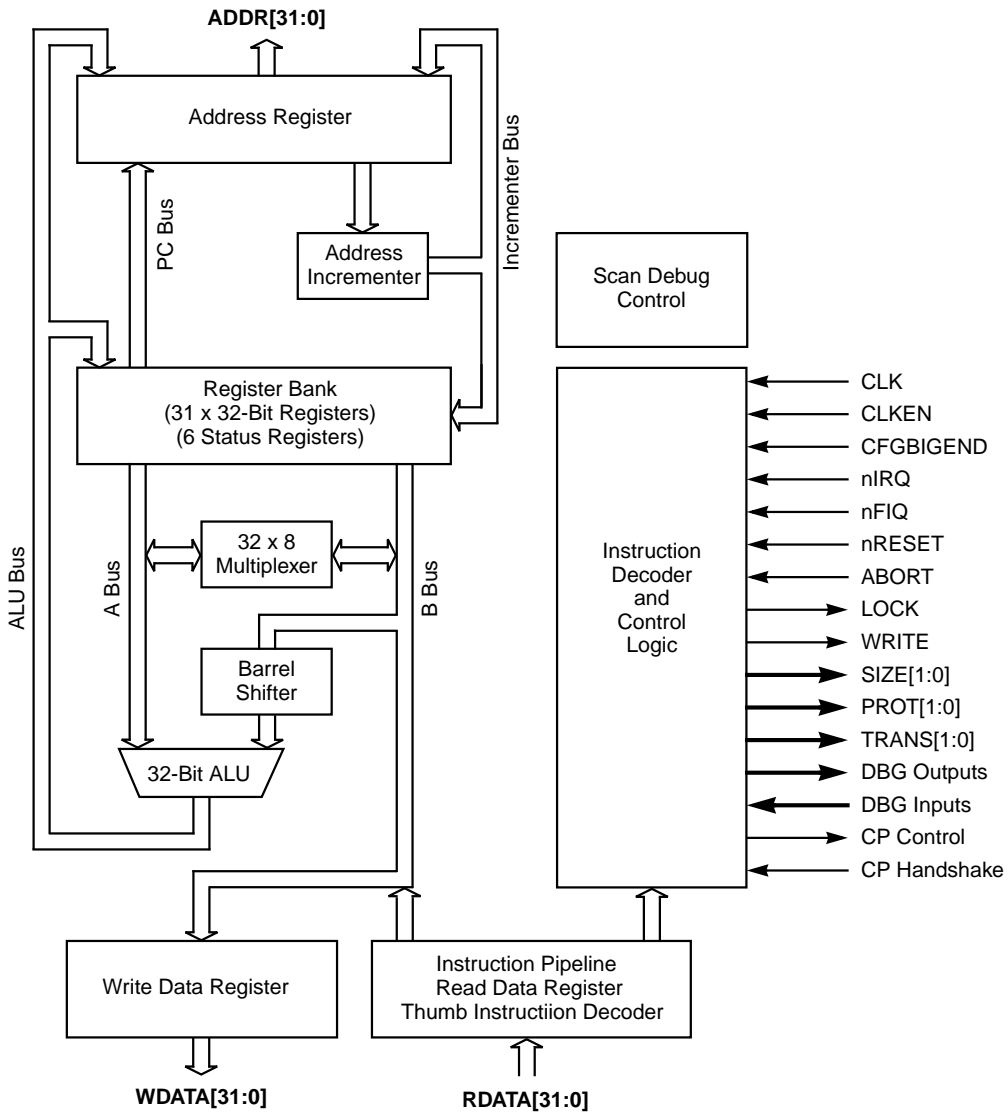 ADDR[31:0]
Address Register
Incrementer Bus
PC Bus
Address
Incrementer
Scan Debug
Control
Register Bank
(31 x 32-Bit Registers)
(6 Status Registers)
ALU Bus
A Bus
32 x 8
Multiplexer
B Bus
Barrel
Shifter
32-Bit ALU
Instruction
Decoder
and
Control
Logic
CLK
CLKEN
CFGBIGEND
nIRQ
nFIQ
nRESET
ABORT
LOCK
WRITE
SIZE[1:0]
PROT[1:0]
TRANS[1:0]
DBG Outputs
DBG Inputs
CP Control
CP Handshake
Write Data Register
Instruction Pipeline
Read Data Register
Thumb Instructiion Decoder
WDATA[31:0]
RDATA[31:0]